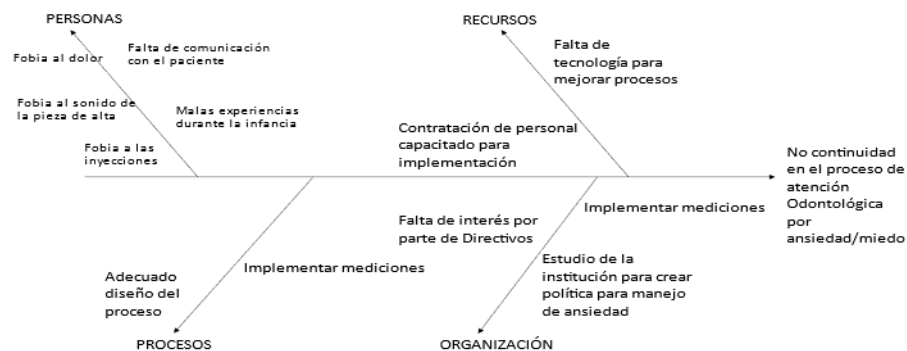 PERSONAS
RECURSOS
Fobia al dolor
Falta de comunicación
con el paciente
Falta de
tecnología para
mejorar procesos
Fobia al sonido de
la pieza de alta
Malas experiencias
durante la infancia
Fobia a las
inyecciones
Contratación de personal
capacitado para
implementación
No continuidad
en el proceso de
atención
Odontológica
por
ansiedad/miedo
Adecuado
diseño del
proceso
Implementar mediciones
Falta de interés por
parte de Directivos
Implementar mediciones
Estudio de la
institución para crear
política para manejo
de ansiedad
PROCESOS
ORGANIZACIÓN